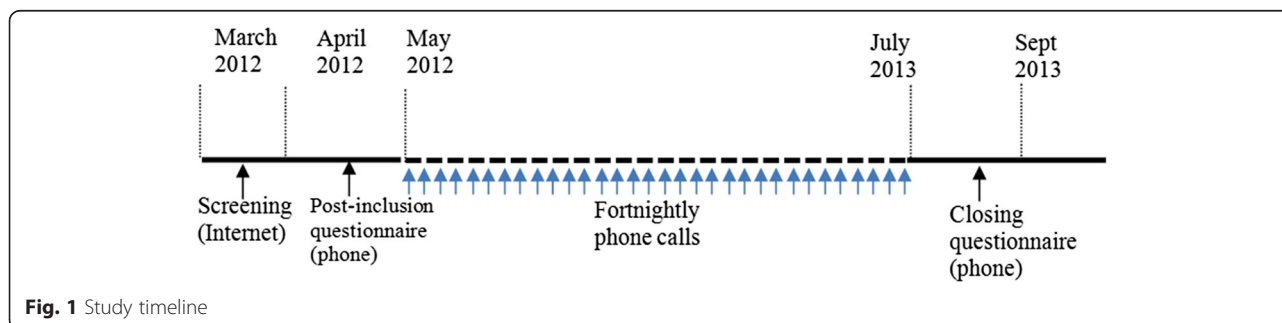 March
2012
April
2012
May
2012
July
2013
Sept
2013
Screening
(Internet)
Post-inclusion
questionnaire
(phone)
Fortnightly
phone calls
Closing
questionnaire
(phone)
Fig. 1 Study timeline